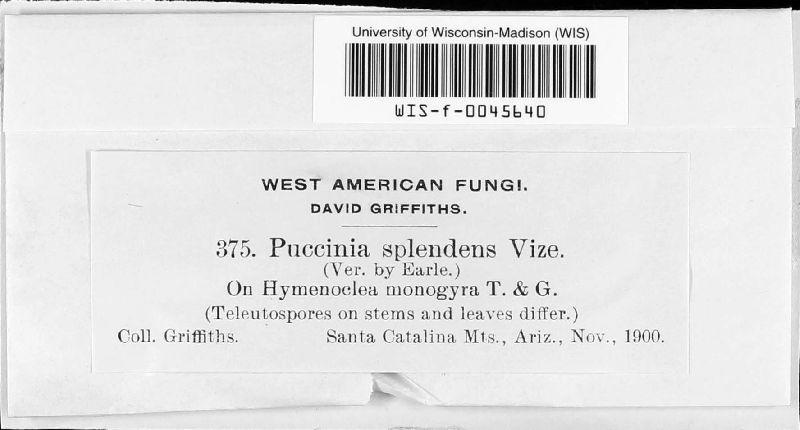 University of Wisconsin-Madison (WIS)
WIS-f-0045640
WEST AMERICAN FUNGI.
DAVID GRIFFITHS.
375. Puccinia splendens Vize.
(Ver. by Earle.)
On Hymenoclea monogyra T. & G.
(Teleutospores on stems and leaves differ.)
Coll. Griffiths. Santa Catalina Mts., Ariz., Nov., 1900.